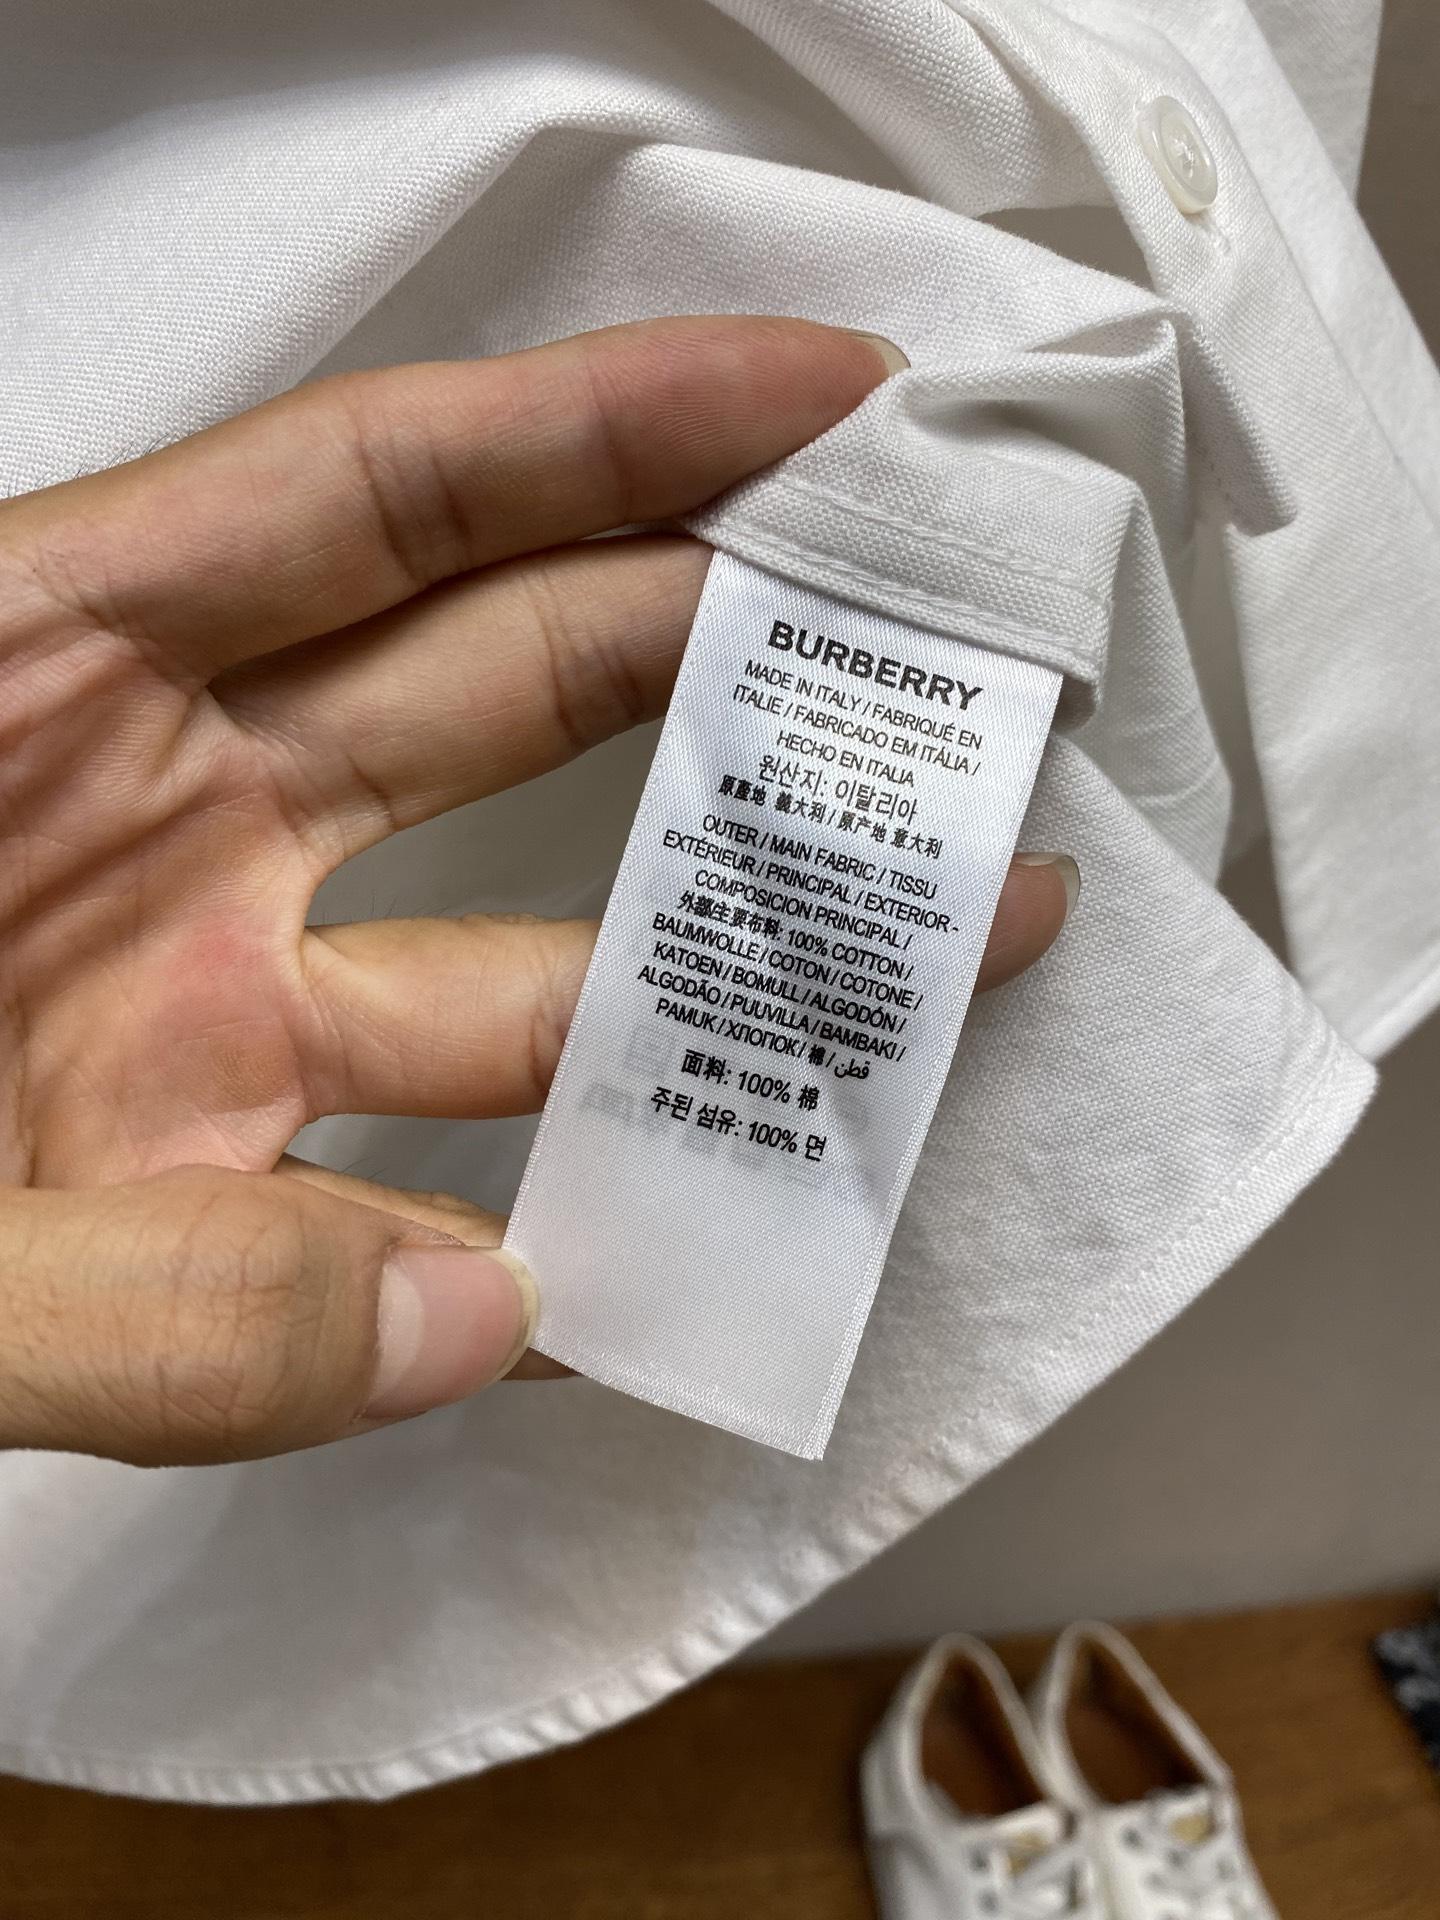 BURBERRY
MADE IN ITALY / FABRIQUÉ EN
ITALIE / FABRICADO EM ITÁLIA /
HECHO EN ITALIA
원산지: 이탈리아
原產地 義大利 / 原产地 意大利
OUTER / MAIN FABRIC / TISSU
EXTÉRIEUR / PRINCIPAL / EXTERIOR -
COMPOSICION PRINCIPAL /
外部/主要布料: 100% COTTON /
BAUMWOLLE / COTON / COTONE /
KATOEN / BOMULL / ALGODÓN /
ALGODÃO / PUUVILLA / BAMBAKI /
PAMUK / ХЛОПОК / 棉 / قطن
面料: 100% 棉
주된 섬유: 100% 면